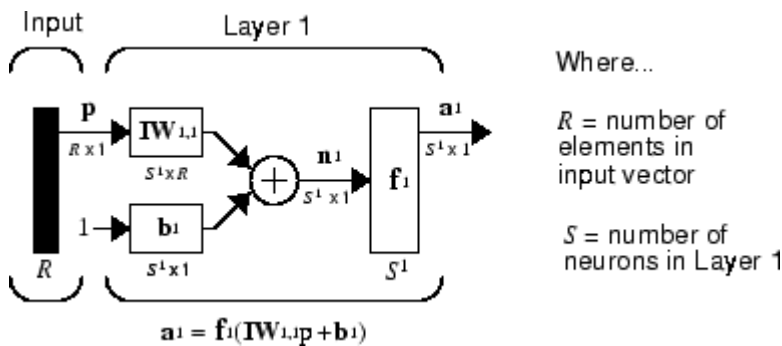 Input
Layer 1
p
R x 1
IW1,1
S1 x R
1
b1
S1 x 1
n1
S1 x 1
f1
a1
S1 x 1
R
S1
a1 = f1(IW1,1p + b1)
Where...
R = number of
elements in
input vector
S = number of
neurons in Layer 1